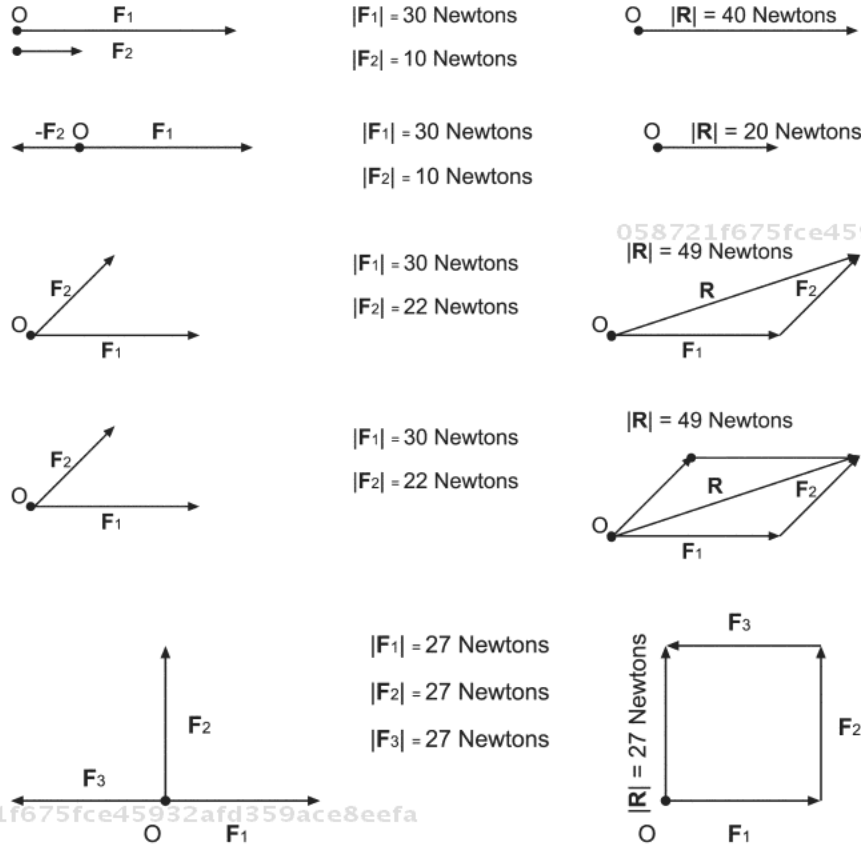 O F1 |F1| = 30 Newtons O |R| = 40 Newtons
F2 |F2| = 10 Newtons
-F2 O F1 |F1| = 30 Newtons O |R| = 20 Newtons
|F2| = 10 Newtons
058721f675fce459
|R| = 49 Newtons
|F1| = 30 Newtons
F2 R F2
|F2| = 22 Newtons
O O
F1 F1
|R| = 49 Newtons
|F1| = 30 Newtons
F2 |F2| = 22 Newtons R F2
O O
F1 F1
F3
|F1| = 27 Newtons
|F2| = 27 Newtons
F2 |R| = 27 Newtons F2
|F3| = 27 Newtons
F3
1f675fce45932afd359ace8eefa
O F1 O F1